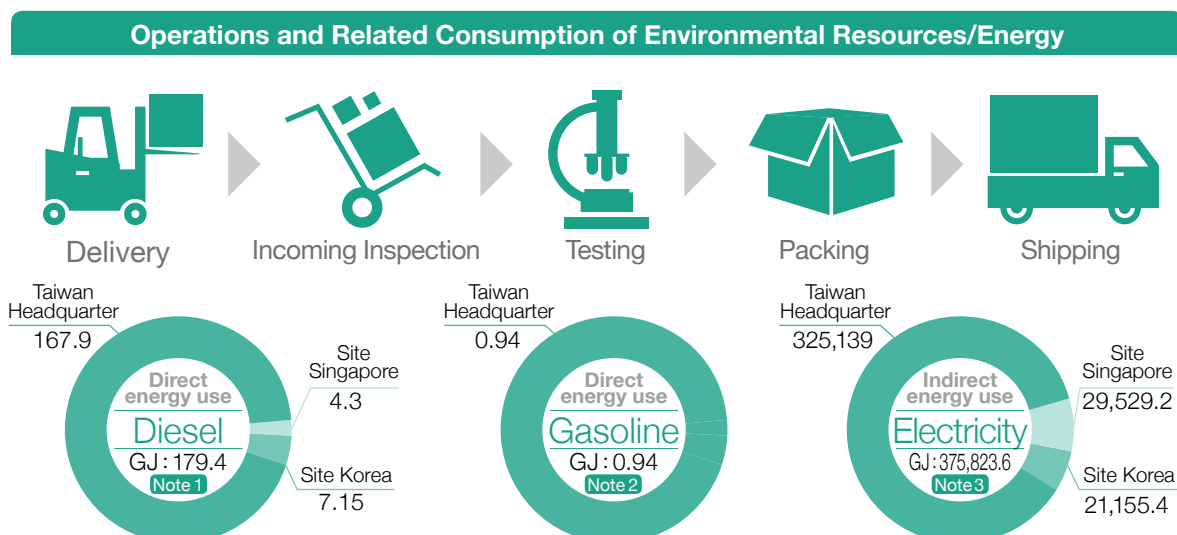 Operations and Related Consumption of Environmental Resources/Energy
Delivery
Incoming Inspection
Testing
Packing
Shipping
Taiwan
Headquarter
167.9
Direct
energy use
Diesel
GJ : 179.4
Note 1
Site
Singapore
4.3
Site Korea
7.15
Taiwan
Headquarter
0.94
Direct
energy use
Gasoline
GJ : 0.94
Note 2
Taiwan
Headquarter
325,139
Indirect
energy use
Electricity
GJ : 375,823.6
Note 3
Site
Singapore
29,529.2
Site Korea
21,155.4